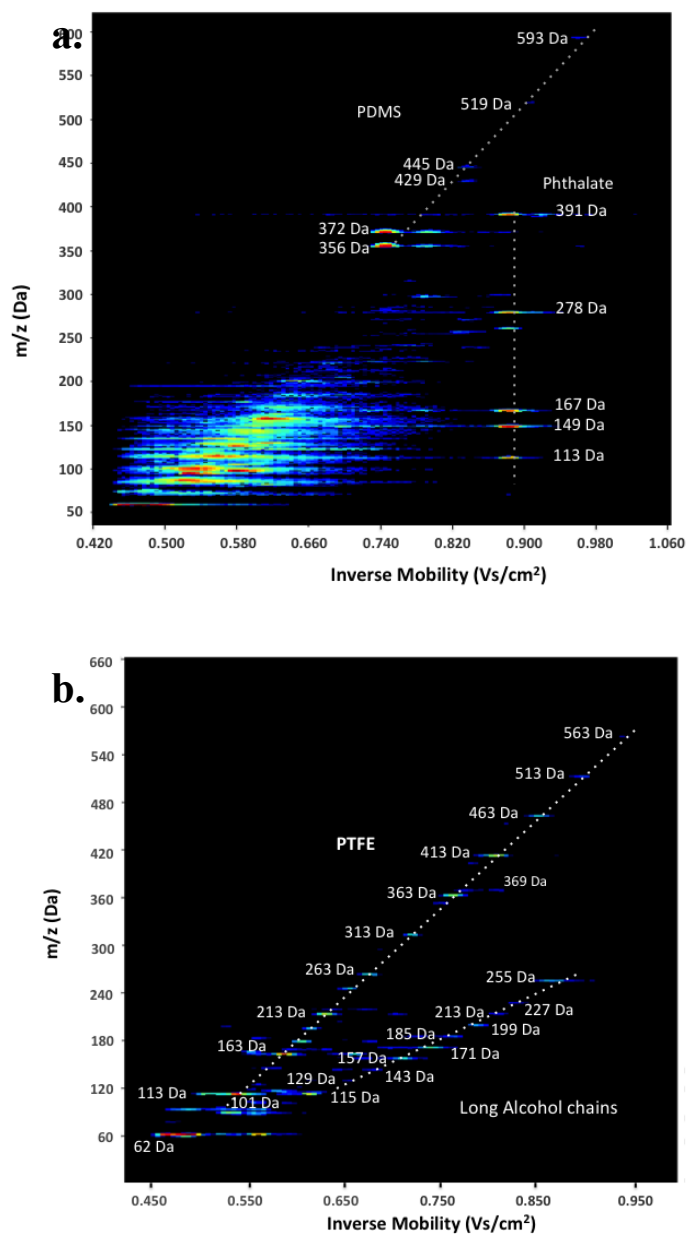 a.
600
550
500
450
400
350
300
250
200
150
100
50
m/z (Da)
593 Da
PDMS
519 Da
445 Da
429 Da
Phthalate
391 Da
372 Da
356 Da
278 Da
167 Da
149 Da
113 Da
0.420 0.500 0.580 0.660 0.740 0.820 0.900 0.980 1.060
Inverse Mobility (Vs/cm²)
b.
660
600
540
480
420
360
300
240
180
120
60
m/z (Da)
563 Da
513 Da
463 Da
PTFE
413 Da
369 Da
363 Da
313 Da
263 Da
255 Da
213 Da
213 Da
227 Da
199 Da
185 Da
163 Da
157 Da
171 Da
129 Da
143 Da
113 Da
101 Da
115 Da
Long Alcohol chains
62 Da
0.450 0.550 0.650 0.750 0.850 0.950
Inverse Mobility (Vs/cm²)